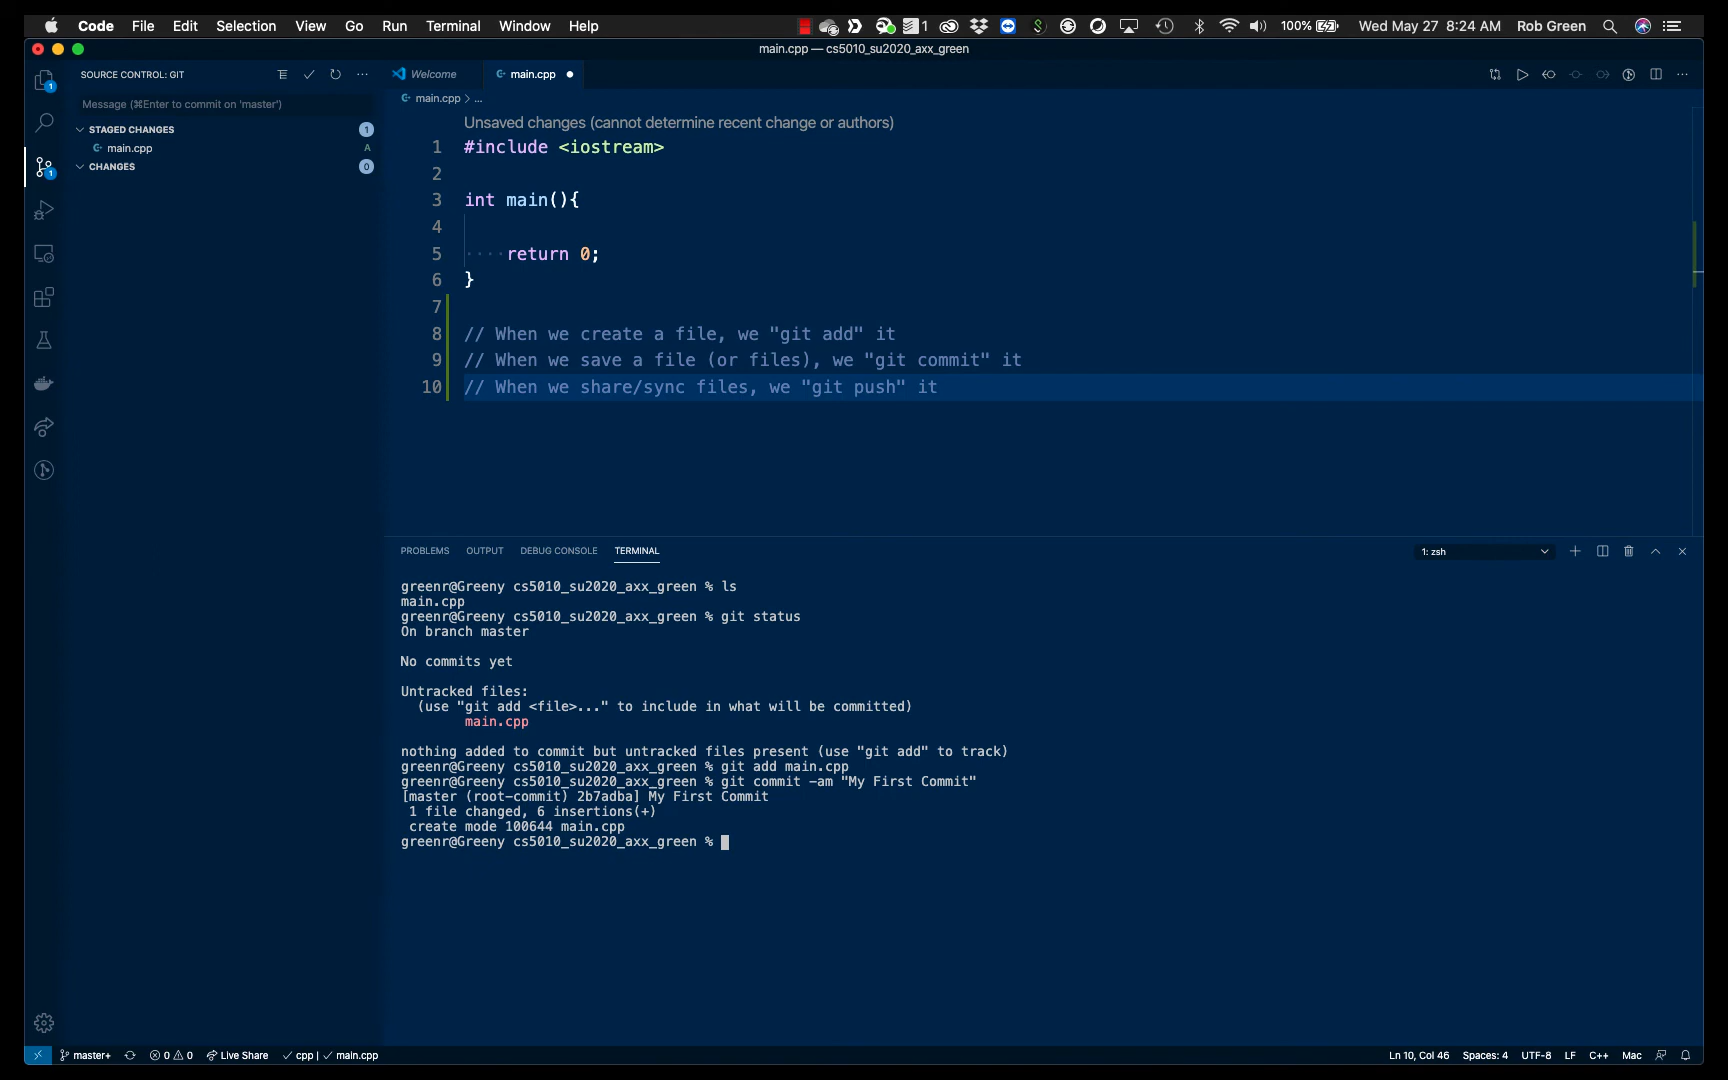 Code File Edit Selection View Go Run Terminal Window Help 1 100% Wed May 27 8:24 AM Rob Green
main.cpp — cs5010_su2020_axx_green
SOURCE CONTROL: GIT
Welcome
main.cpp
1
Message (⌘Enter to commit on 'master')
main.cpp > ...
STAGED CHANGES 1
main.cpp A
CHANGES 0
1
Unsaved changes (cannot determine recent change or authors)
1 #include <iostream>
2
3 int main(){
4
5 ····return 0;
6 }
7
8 // When we create a file, we "git add" it
9 // When we save a file (or files), we "git commit" it
10 // When we share/sync files, we "git push" it
PROBLEMS OUTPUT DEBUG CONSOLE TERMINAL 1: zsh
greenr@Greeny cs5010_su2020_axx_green % ls
main.cpp
greenr@Greeny cs5010_su2020_axx_green % git status
On branch master
No commits yet
Untracked files:
(use "git add <file>..." to include in what will be committed)
main.cpp
nothing added to commit but untracked files present (use "git add" to track)
greenr@Greeny cs5010_su2020_axx_green % git add main.cpp
greenr@Greeny cs5010_su2020_axx_green % git commit -am "My First Commit"
[master (root-commit) 2b7adba] My First Commit
1 file changed, 6 insertions(+)
create mode 100644 main.cpp
greenr@Greeny cs5010_su2020_axx_green %
master+ 0 0 Live Share ✓ cpp | ✓ main.cpp Ln 10, Col 46 Spaces: 4 UTF-8 LF C++ Mac